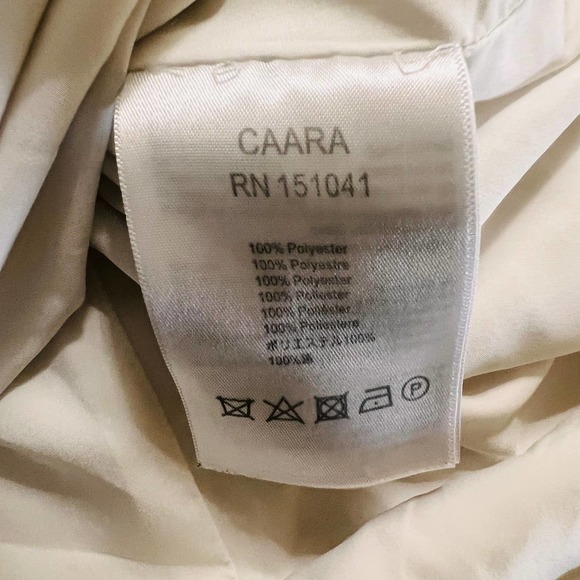 CAARA
RN 151041
100% Polyester
100% Polyestre
100% Polyester
100% Poliester
100% Poliéster
100% Poliestere
ポリエステル100%
100%涤
P